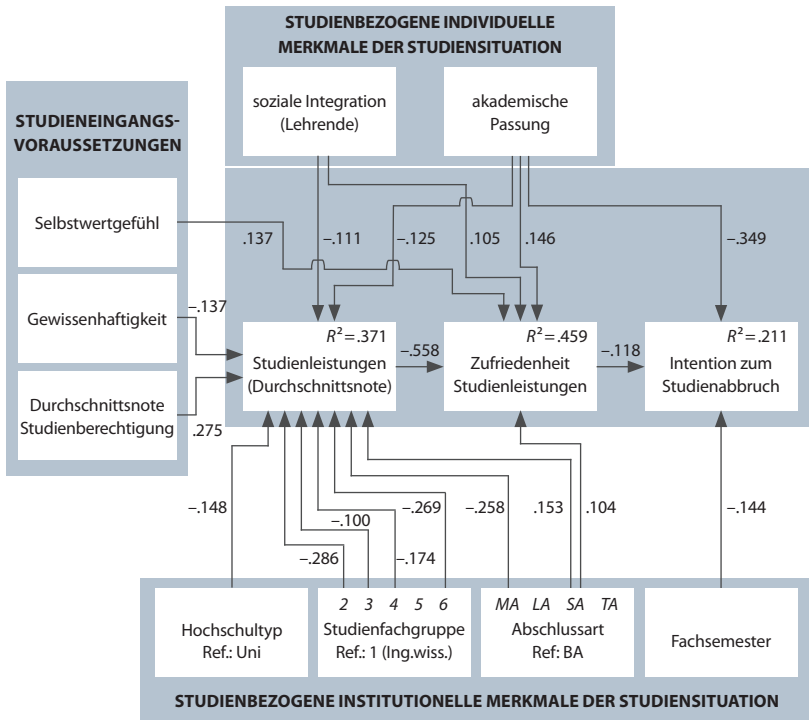 STUDIENBEZOGENE INDIVIDUELLE
MERKMALE DER STUDIENSITUATION
soziale Integration
(Lehrende)
akademische
Passung
STUDIENEINGANGS-
VORAUSSETZUNGEN
Selbstwertgefühl
Gewissenhaftigkeit
Durchschnittsnote
Studienberechtigung
.137
–.111
–.125
.105
.146
–.349
–.137
.275
R² = .371
Studienleistungen
(Durchschnittsnote)
–.558
R² = .459
Zufriedenheit
Studienleistungen
–.118
R² = .211
Intention zum
Studienabbruch
–.148
–.286
–.100
–.174
–.269
–.258
.153
.104
–.144
Hochschultyp
Ref.: Uni
2 3 4 5 6
Studienfachgruppe
Ref.: 1 (Ing.wiss.)
MA LA SA TA
Abschlussart
Ref: BA
Fachsemester
STUDIENBEZOGENE INSTITUTIONELLE MERKMALE DER STUDIENSITUATION